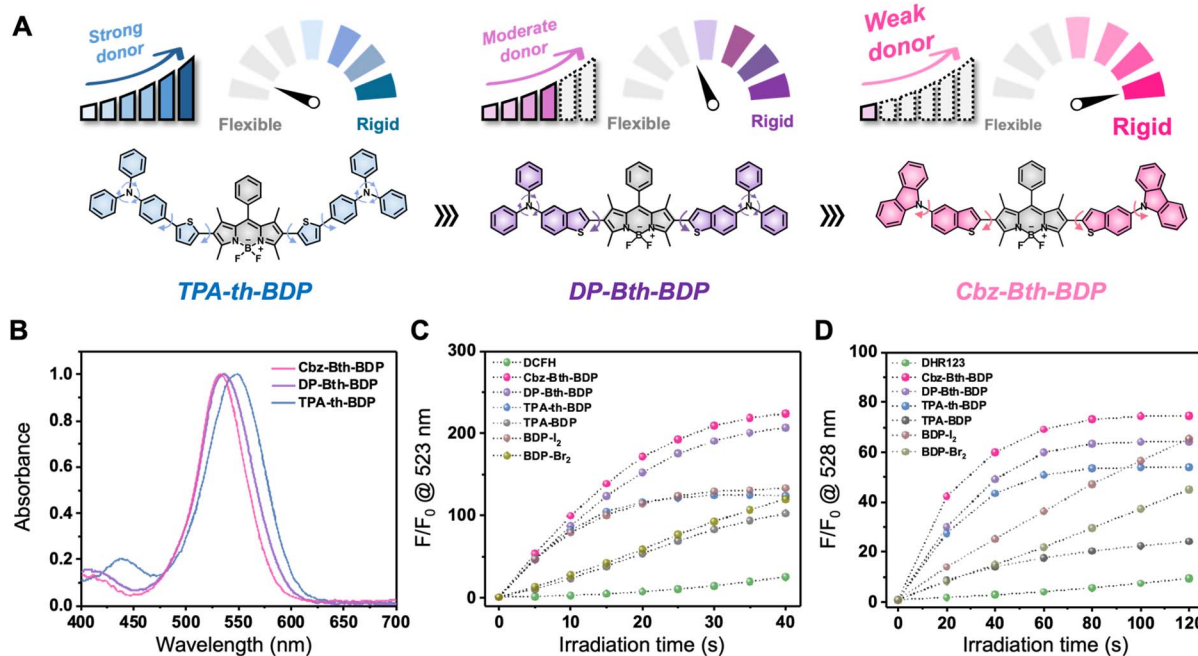 A
Strong
donor
Flexible
Rigid
Moderate
donor
Flexible
Rigid
Weak
donor
Flexible
Rigid
N
S
N
B
N
F
F
S
N
TPA-th-BDP
N
S
N
B
N
F
F
S
N
DP-Bth-BDP
N
S
N
B
N
F
F
S
N
Cbz-Bth-BDP
B
Absorbance
1.0
0.8
0.6
0.4
0.2
0.0
Cbz-Bth-BDP
DP-Bth-BDP
TPA-th-BDP
400 450 500 550 600 650 700
Wavelength (nm)
C
F/F₀ @ 523 nm
300
200
100
0
DCFH
Cbz-Bth-BDP
DP-Bth-BDP
TPA-th-BDP
TPA-BDP
BDP-I₂
BDP-Br₂
0 10 20 30 40
Irradiation time (s)
D
F/F₀ @ 528 nm
100
80
60
40
20
0
DHR123
Cbz-Bth-BDP
DP-Bth-BDP
TPA-th-BDP
TPA-BDP
BDP-I₂
BDP-Br₂
0 20 40 60 80 100 120
Irradiation time (s)